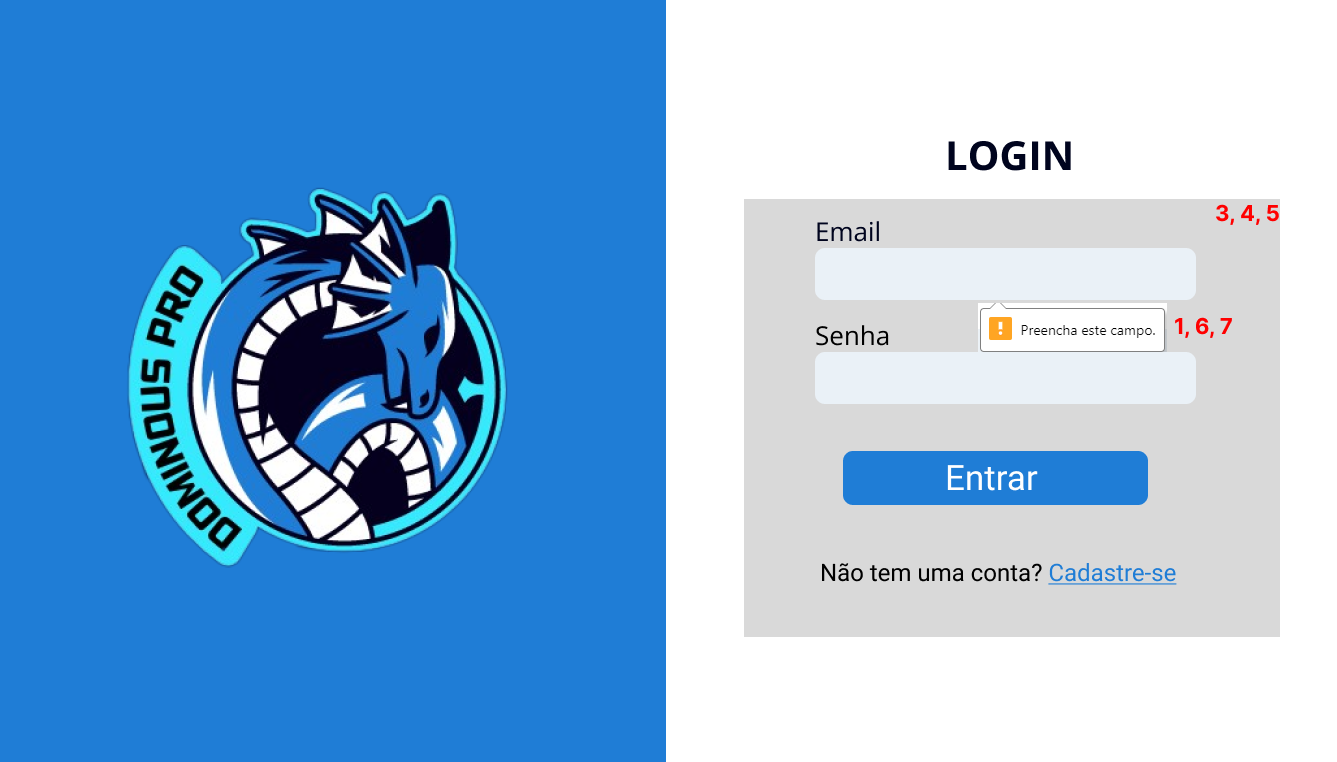 DOMINOUS PRO
LOGIN
3, 4, 5
Email
Preencha este campo.
1, 6, 7
Senha
Entrar
Não tem uma conta? Cadastre-se